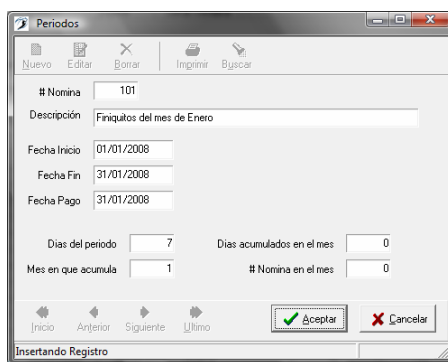 Periodos
Nuevo Editar Borrar Imprimir Buscar
# Nomina 101
Descripción Finiquitos del mes de Enero
Fecha Inicio 01/01/2008
Fecha Fin 31/01/2008
Fecha Pago 31/01/2008
Dias del periodo 7 Dias acumulados en el mes 0
Mes en que acumula 1 # Nomina en el mes 0
Inicio Anterior Siguiente Ultimo Aceptar Cancelar
Insertando Registro